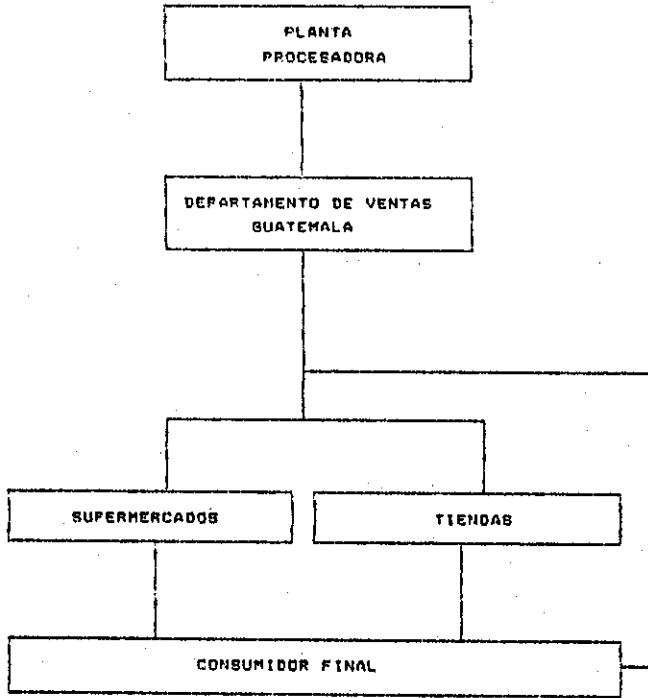 PLANTA
PROCESADORA
DEPARTAMENTO DE VENTAS
GUATEMALA
SUPERMERCADOS
TIENDAS
CONSUMIDOR FINAL